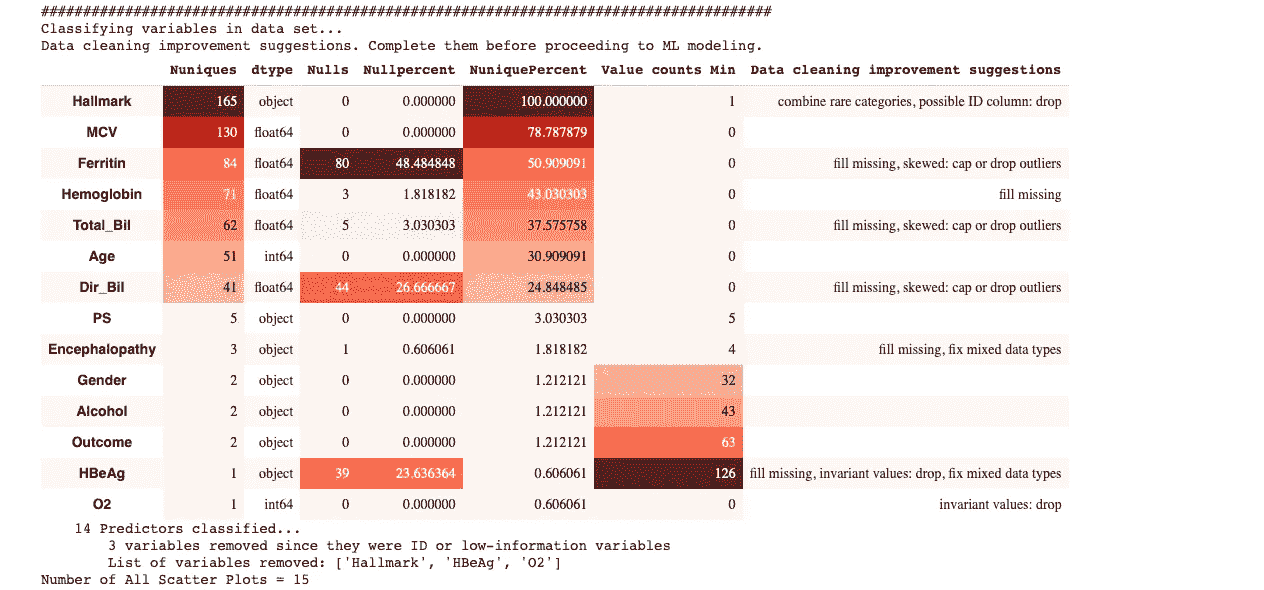 #######################################################################################
Classifying variables in data set...
Data cleaning improvement suggestions. Complete them before proceeding to ML modeling.
Nuniques dtype Nulls Nullpercent NuniquePercent Value counts Min Data cleaning improvement suggestions
Hallmark 165 object 0 0.000000 100.000000 1 combine rare categories, possible ID column: drop
MCV 130 float64 0 0.000000 78.787879 0
Ferritin 84 float64 80 48.484848 50.909091 0 fill missing, skewed: cap or drop outliers
Hemoglobin 71 float64 3 1.818182 43.030303 0 fill missing
Total_Bil 62 float64 5 3.030303 37.575758 0 fill missing, skewed: cap or drop outliers
Age 51 int64 0 0.000000 30.909091 0
Dir_Bil 41 float64 44 26.666667 24.848485 0 fill missing, skewed: cap or drop outliers
PS 5 object 0 0.000000 3.030303 5
Encephalopathy 3 object 1 0.606061 1.818182 4 fill missing, fix mixed data types
Gender 2 object 0 0.000000 1.212121 32
Alcohol 2 object 0 0.000000 1.212121 43
Outcome 2 object 0 0.000000 1.212121 63
HBeAg 1 object 39 23.636364 0.606061 126 fill missing, invariant values: drop, fix mixed data types
O2 1 int64 0 0.000000 0.606061 0 invariant values: drop
14 Predictors classified...
3 variables removed since they were ID or low-information variables
List of variables removed: ['Hallmark', 'HBeAg', 'O2']
Number of All Scatter Plots = 15